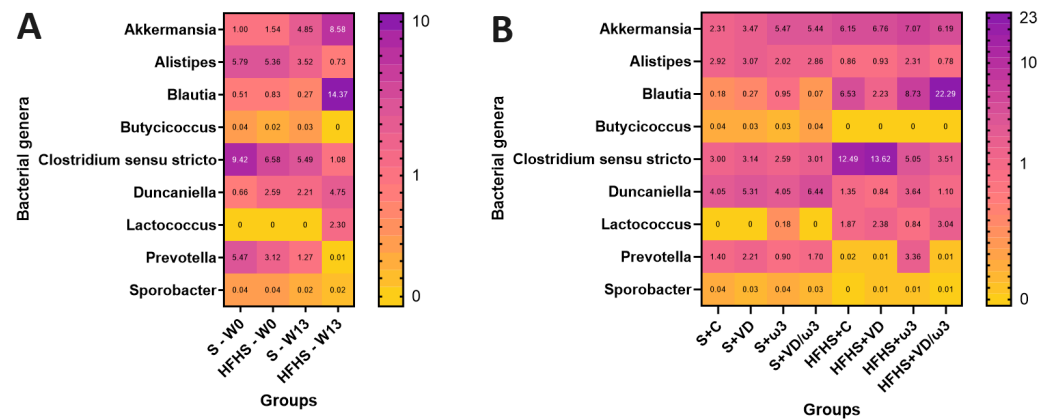 A
Bacterial genera
Akkermansia 1.00 1.54 4.85 8.58
Alistipes 5.79 5.36 3.52 0.73
Blautia 0.51 0.83 0.27 14.37
Butycicoccus 0.04 0.02 0.03 0
Clostridium sensu stricto 9.42 6.58 5.49 1.08
Duncaniella 0.66 2.59 2.21 4.75
Lactococcus 0 0 0 2.30
Prevotella 5.47 3.12 1.27 0.01
Sporobacter 0.04 0.04 0.02 0.02
S - W0
HFHS - W0
S - W13
HFHS - W13
Groups
10
1
0
B
Bacterial genera
Akkermansia 2.31 3.47 5.47 5.44 6.15 6.76 7.07 6.19
Alistipes 2.92 3.07 2.02 2.86 0.86 0.93 2.31 0.78
Blautia 0.18 0.27 0.95 0.07 6.53 2.23 8.73 22.29
Butycicoccus 0.04 0.03 0.03 0.04 0 0 0 0
Clostridium sensu stricto 3.00 3.14 2.59 3.01 12.49 13.62 5.05 3.51
Duncaniella 4.05 5.31 4.05 6.44 1.35 0.84 3.64 1.10
Lactococcus 0 0 0.18 0 1.87 2.38 0.84 3.04
Prevotella 1.40 2.21 0.90 1.70 0.02 0.01 3.36 0.01
Sporobacter 0.04 0.03 0.04 0.03 0 0.01 0.01 0.01
S+C
S+VD
S+ω3
S+VD/ω3
HFHS+C
HFHS+VD
HFHS+ω3
HFHS+VD/ω3
Groups
23
10
1
0